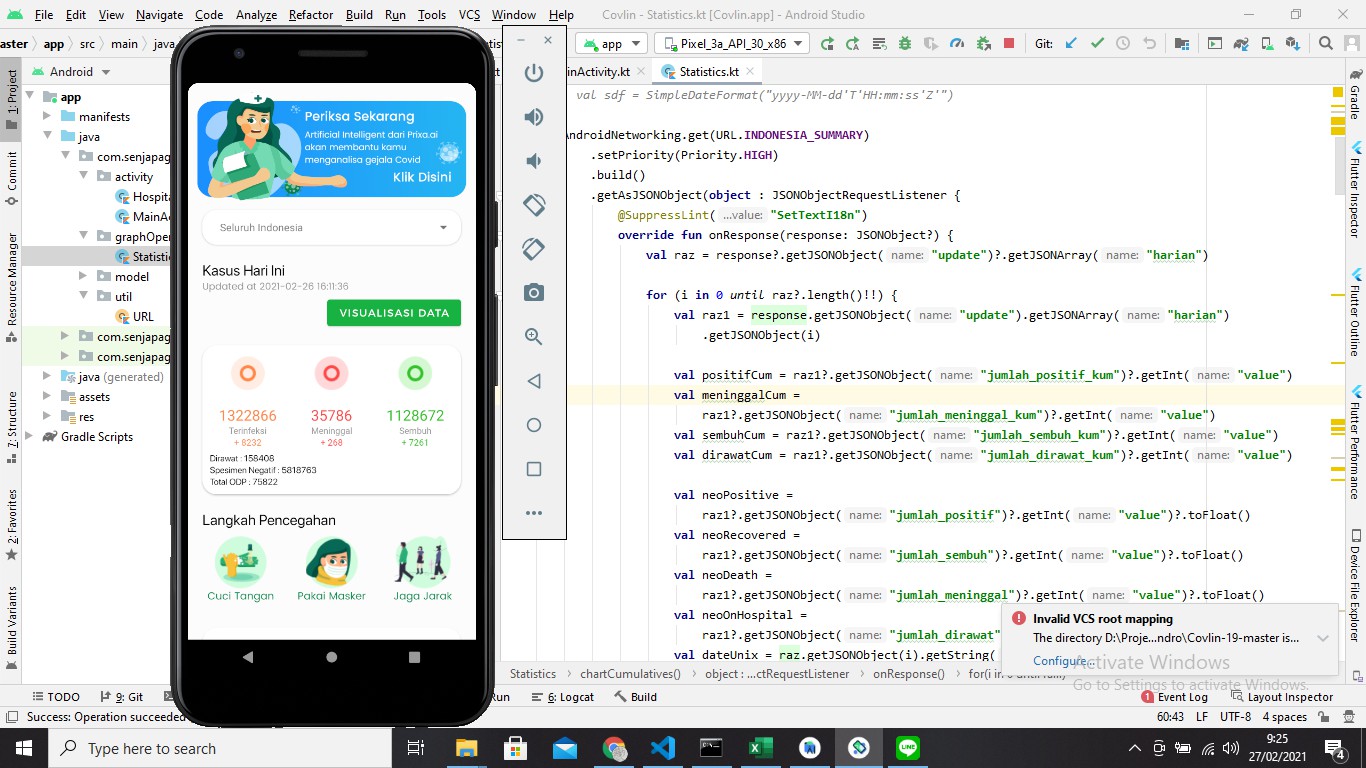 File Edit View Navigate Code Analyze Refactor Build Run Tools VCS Window Help Covlin - Statistics.kt [Covlin.app] - Android Studio
aster app src main java
app Pixel_3a_API_30_x86 Git:
Android
inActivity.kt Statistics.kt
app
manifests
java
com.senjapag
activity
Hospita
MainA
graphOper
Statistic
model
util
URL
com.senjapag
com.senjapag
java (generated)
assets
res
Gradle Scripts
1: Project
Commit
Resource Manager
7: Structure
2: Favorites
Build Variants
Periksa Sekarang
Artificial Intelligent dari Prixa.ai
akan membantu kamu
menganalisa gejala Covid
Klik Disini
Seluruh Indonesia
Kasus Hari Ini
Updated at 2021-02-26 16:11:36
VISUALISASI DATA
1322866 35786 1128672
Terinfeksi Meninggal Sembuh
+ 8232 + 268 + 7261
Dirawat : 158408
Spesimen Negatif : 5818763
Total ODP : 75822
Langkah Pencegahan
Cuci Tangan Pakai Masker Jaga Jarak
val sdf = SimpleDateFormat("yyyy-MM-dd'T'HH:mm:ss'Z'")
AndroidNetworking.get(URL.INDONESIA_SUMMARY)
.setPriority(Priority.HIGH)
.build()
.getAsJSONObject(object : JSONObjectRequestListener {
@SuppressLint( ...value: "SetTextI18n")
override fun onResponse(response: JSONObject?) {
val raz = response?.getJSONObject( name: "update")?.getJSONArray( name: "harian")
for (i in 0 until raz?.length()!!) {
val raz1 = response.getJSONObject( name: "update").getJSONArray( name: "harian")
.getJSONObject(i)
val positifCum = raz1?.getJSONObject( name: "jumlah_positif_kum")?.getInt( name: "value")
val meninggalCum =
raz1?.getJSONObject( name: "jumlah_meninggal_kum")?.getInt( name: "value")
val sembuhCum = raz1?.getJSONObject( name: "jumlah_sembuh_kum")?.getInt( name: "value")
val dirawatCum = raz1?.getJSONObject( name: "jumlah_dirawat_kum")?.getInt( name: "value")
val neoPositive =
raz1?.getJSONObject( name: "jumlah_positif")?.getInt( name: "value")?.toFloat()
val neoRecovered =
raz1?.getJSONObject( name: "jumlah_sembuh")?.getInt( name: "value")?.toFloat()
val neoDeath =
raz1?.getJSONObject( name: "jumlah_meninggal")?.getInt( name: "value")?.toFloat()
val neoOnHospital =
raz1?.getJSONObject( name: "jumlah_dirawat"
val dateUnix = raz.getJSONObject(i).getString(
Gradle
Flutter Inspector
Flutter Outline
Flutter Performance
Device File Explorer
Invalid VCS root mapping
The directory D:\Proje...ndro\Covlin-19-master is...
Configure...
Activate Windows
Go to Settings to activate Windows.
Statistics chartCumulatives() object : ...ctRequestListener onResponse() for(i in 0 until raz...)
TODO 9: Git Run 6: Logcat Build 1 Event Log Layout Inspector
Success: Operation succeeded 60:43 LF UTF-8 4 spaces
Type here to search
9:25
27/02/2021
4